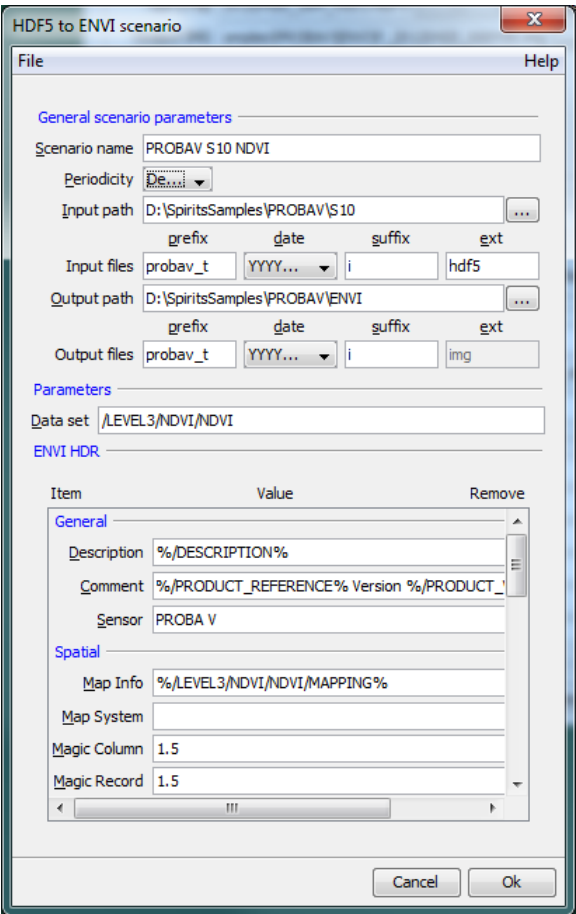 HDF5 to ENVI scenario
File Help
General scenario parameters
Scenario name PROBAV S10 NDVI
Periodicity De...
Input path D:\SpiritsSamples\PROBAV\S10 ...
prefix date suffix ext
Input files probav_t YYYY... i hdf5
Output path D:\SpiritsSamples\PROBAV\ENVI ...
prefix date suffix ext
Output files probav_t YYYY... i img
Parameters
Data set /LEVEL3/NDVI/NDVI
ENVI HDR
Item Value Remove
General
Description %/DESCRIPTION%
Comment %/PRODUCT_REFERENCE% Version %/PRODUCT_
Sensor PROBA V
Spatial
Map Info %/LEVEL3/NDVI/NDVI/MAPPING%
Map System
Magic Column 1.5
Magic Record 1.5
Cancel Ok